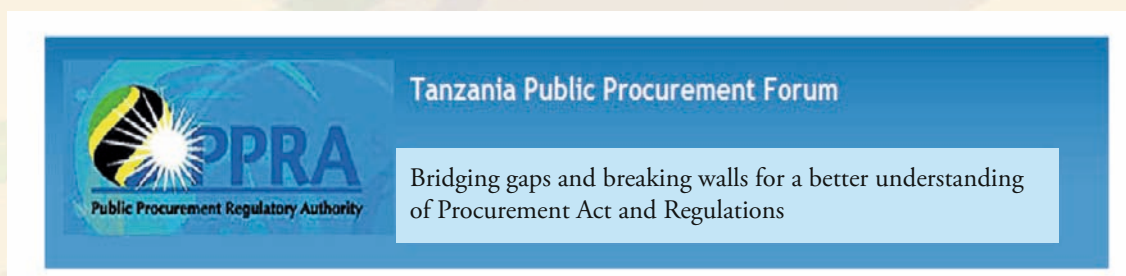 Tanzania Public Procurement Forum
PPRA
Public Procurement Regulatory Authority
Bridging gaps and breaking walls for a better understanding
of Procurement Act and Regulations